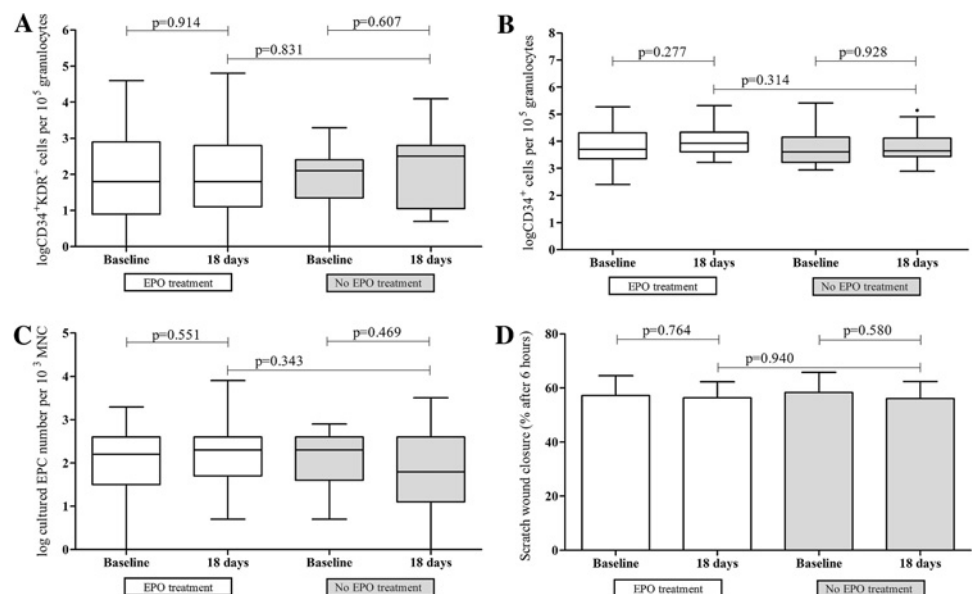 A
p=0.914
p=0.607
p=0.831
logCD34+KDR+ cells per 10^5 granulocytes
6
5
4
3
2
1
0
Baseline
18 days
Baseline
18 days
EPO treatment
No EPO treatment
B
p=0.277
p=0.928
p=0.314
logCD34+ cells per 10^5 granulocytes
8
7
6
5
4
3
2
1
0
*
Baseline
18 days
Baseline
18 days
EPO treatment
No EPO treatment
C
p=0.551
p=0.469
p=0.343
log cultured EPC number per 10^3 MNC
5
4
3
2
1
0
Baseline
18 days
Baseline
18 days
EPO treatment
No EPO treatment
D
p=0.764
p=0.580
p=0.940
Scratch wound closure (% after 6 hours)
80
60
40
20
0
Baseline
18 days
Baseline
18 days
EPO treatment
No EPO treatment